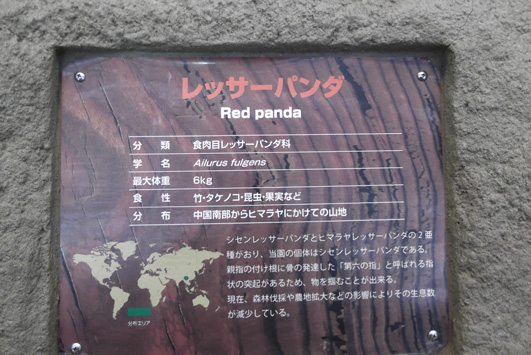 レッサーパンダ
Red panda
分 類 食肉目レッサーパンダ科
学 名 Ailurus fulgens
最大体重 6kg
食 性 竹・タケノコ・昆虫・果実など
分 布 中国南部からヒマラヤにかけての山地
シセンレッサーパンダとヒマラヤレッサーパンダの2亜
種がおり、当園の個体はシセンレッサーパンダである。
親指の付け根に骨の発達した「第六の指」と呼ばれる指
状の突起があるため、物を掴むことが出来る。
現在、森林伐採や農地拡大などの影響によりその生息数
が減少している。
分布エリア